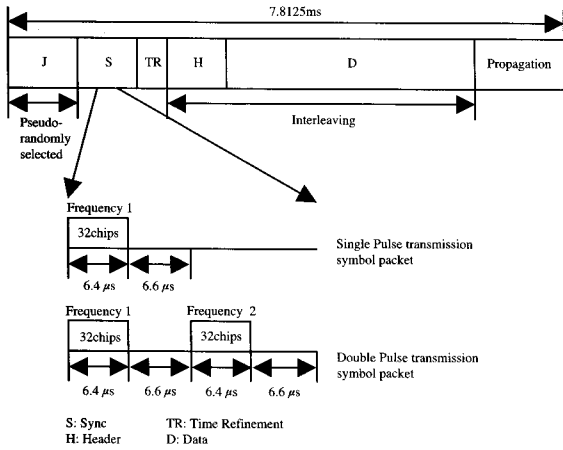 7.8125ms
J S TR H D Propagation
Pseudo-
randomly
selected
Interleaving
Frequency 1
32chips
6.4 μs 6.6 μs
Single Pulse transmission
symbol packet
Frequency 1 Frequency 2
32chips 32chips
6.4 μs 6.6 μs 6.4 μs 6.6 μs
Double Pulse transmission
symbol packet
S: Sync TR: Time Refinement
H: Header D: Data